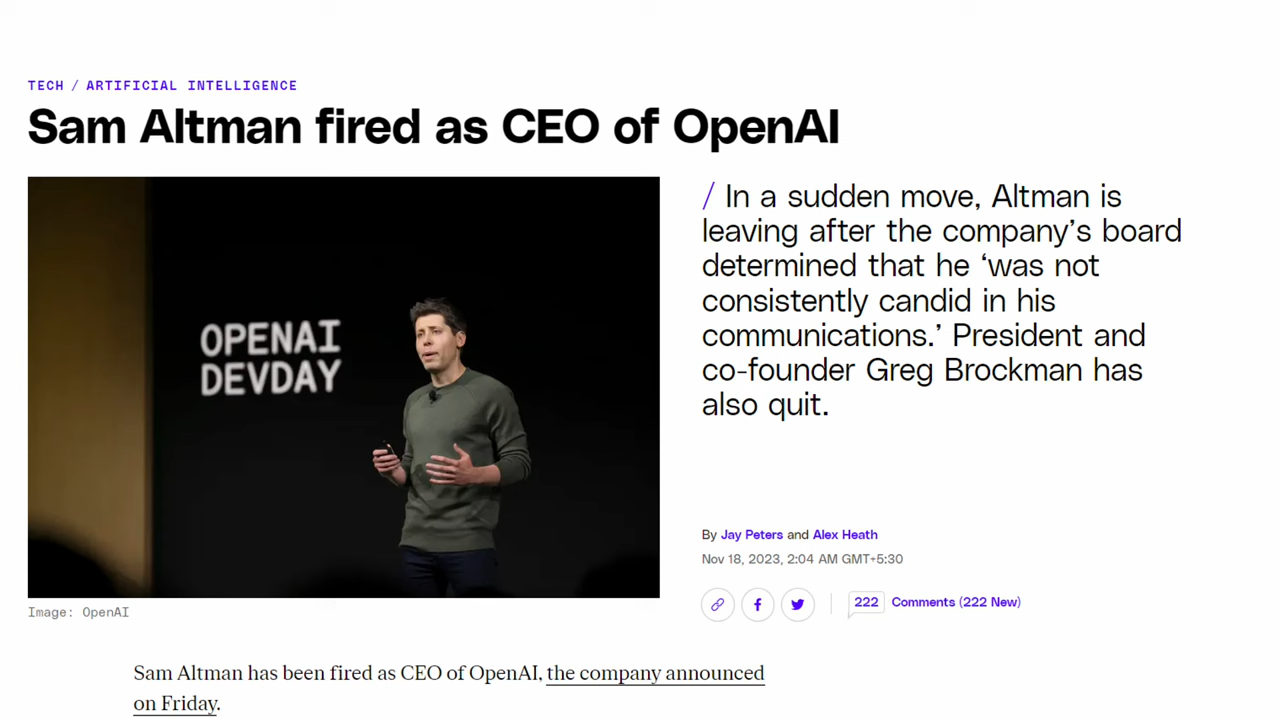 TECH / ARTIFICIAL INTELLIGENCE
Sam Altman fired as CEO of OpenAI
OPENAI
DEVDAY
/ In a sudden move, Altman is
leaving after the company’s board
determined that he ‘was not
consistently candid in his
communications.’ President and
co-founder Greg Brockman has
also quit.
By Jay Peters and Alex Heath
Nov 18, 2023, 2:04 AM GMT+5:30
222 Comments (222 New)
Image: OpenAI
Sam Altman has been fired as CEO of OpenAI, the company announced
on Friday.